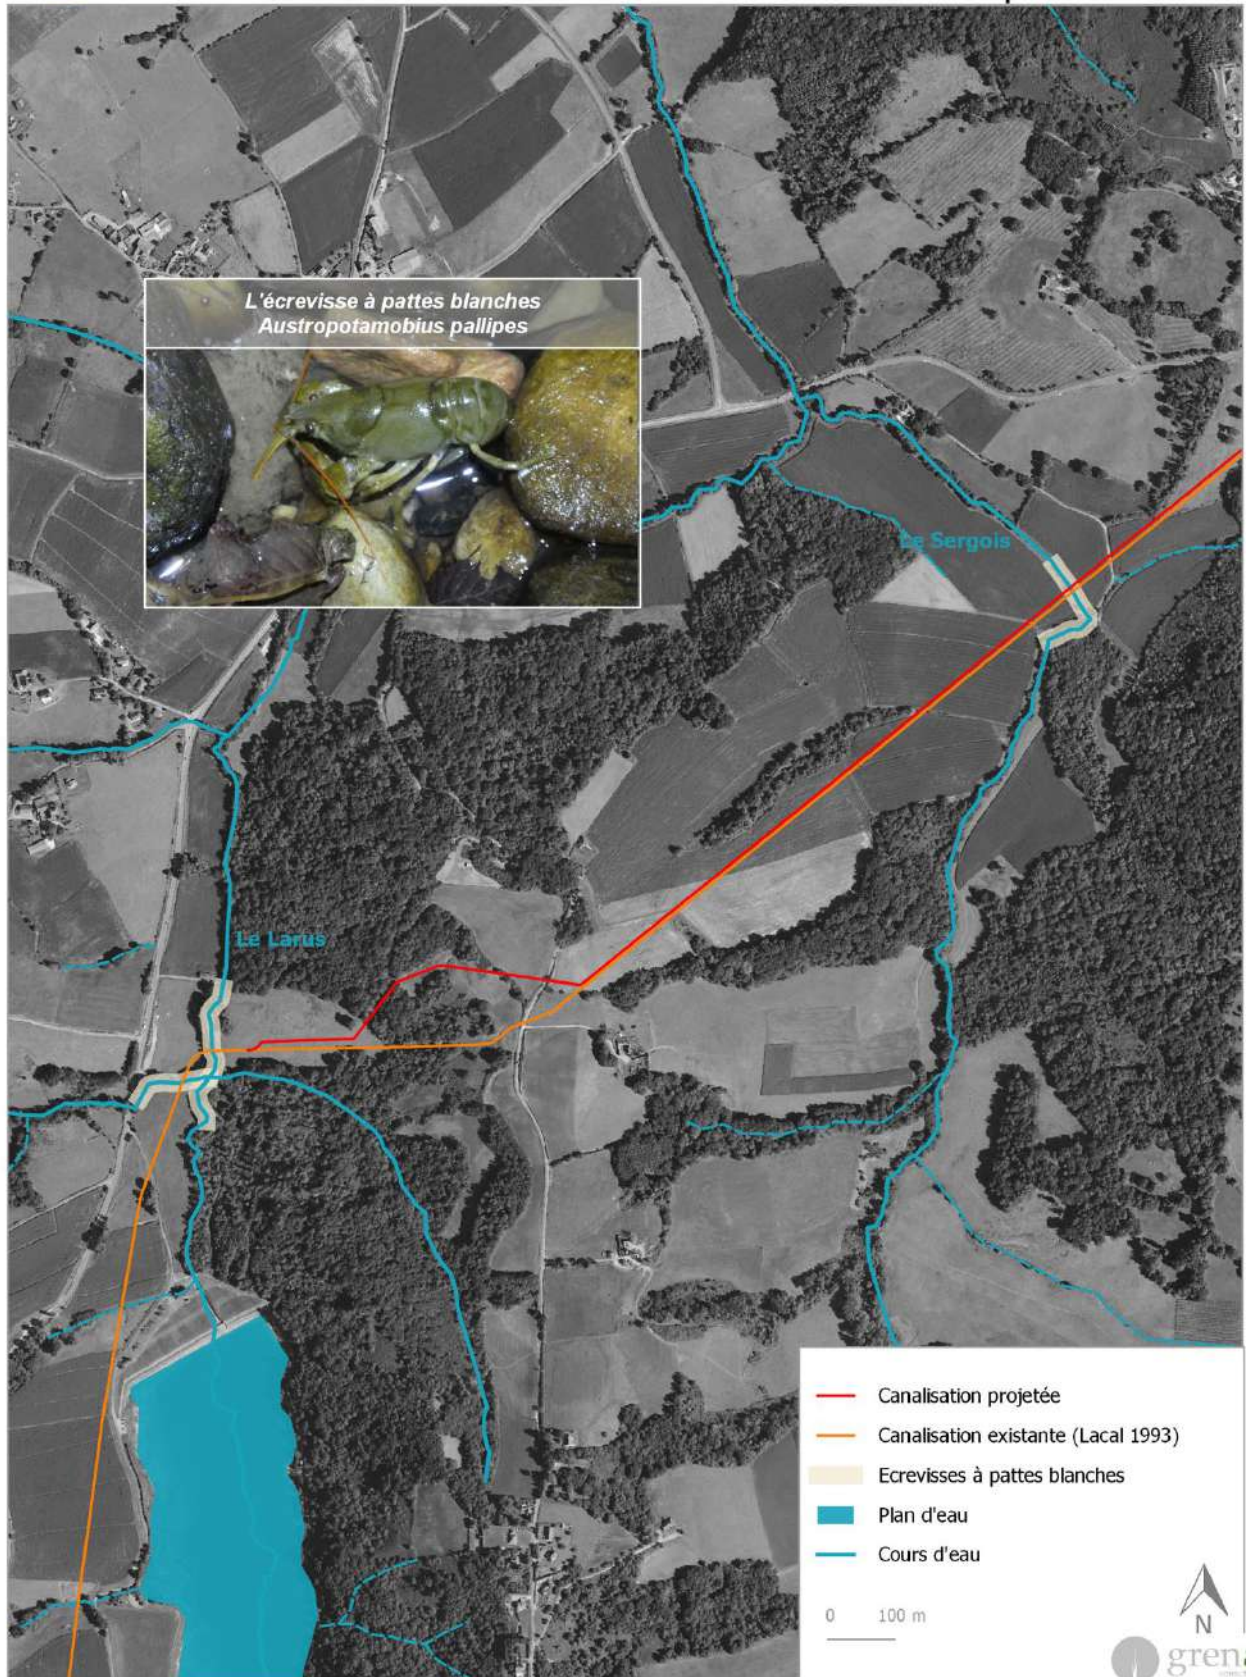 L'écrevisse à pattes blanches
Austropotamobius pallipes
Le Sergois
Le Larus
Canalisation projetée
Canalisation existante (Lacal 1993)
Ecrevisses à pattes blanches
Plan d'eau
Cours d'eau
0 100 m
N